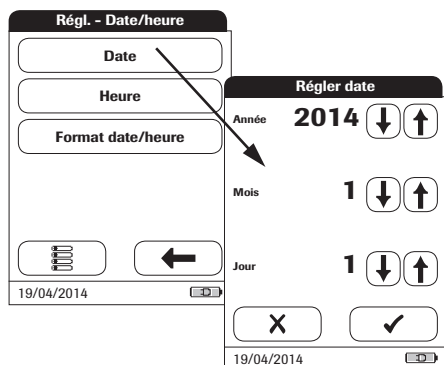 Régl. - Date/heure
Date
Heure
Format date/heure
19/04/2014
Régler date
Année 2014
Mois 1
Jour 1
19/04/2014